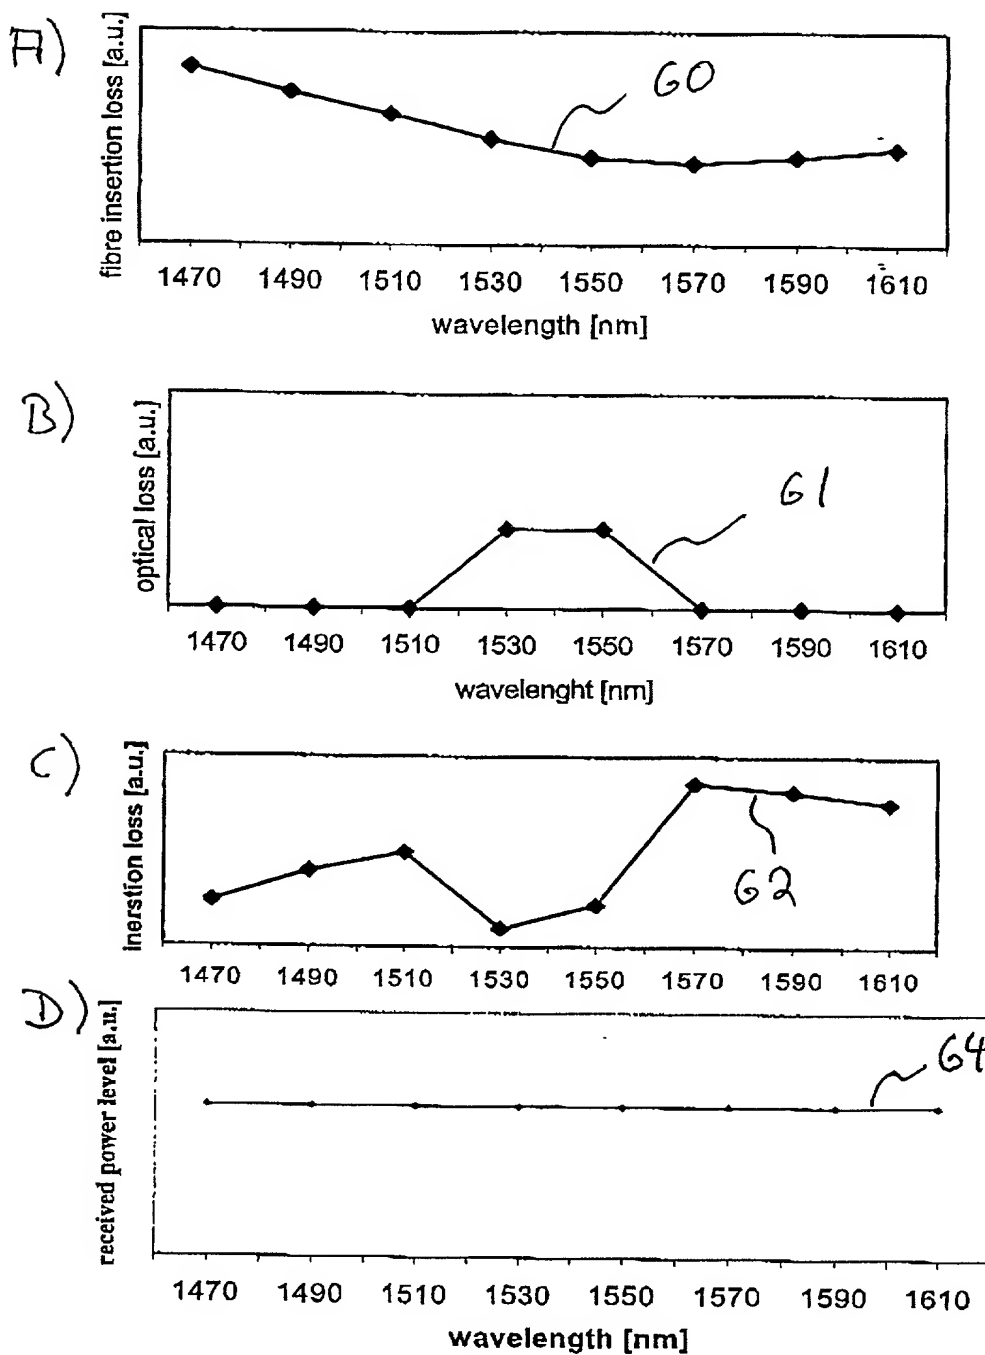 A)
fibre insertion loss [a.u.]
60
1470 1490 1510 1530 1550 1570 1590 1610
wavelength [nm]
B)
optical loss [a.u.]
61
1470 1490 1510 1530 1550 1570 1590 1610
wavelenght [nm]
C)
inerstion loss [a.u.]
62
1470 1490 1510 1530 1550 1570 1590 1610
D)
received power level [a.u.]
64
1470 1490 1510 1530 1550 1570 1590 1610
wavelength [nm]